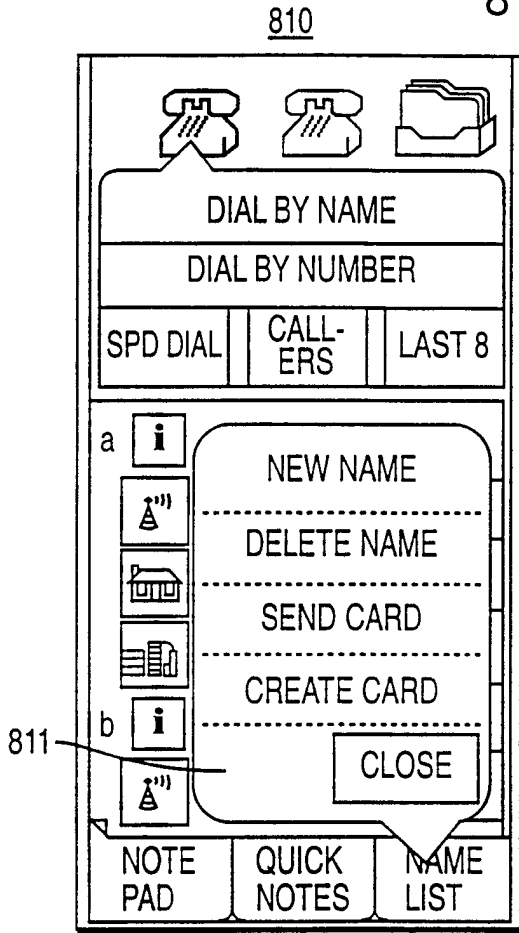 810
DIAL BY NAME
DIAL BY NUMBER
SPD DIAL
CALL-
ERS
LAST 8
a
i
NEW NAME
DELETE NAME
SEND CARD
CREATE CARD
b
i
811
CLOSE
NOTE
PAD
QUICK
NOTES
NAME
LIST